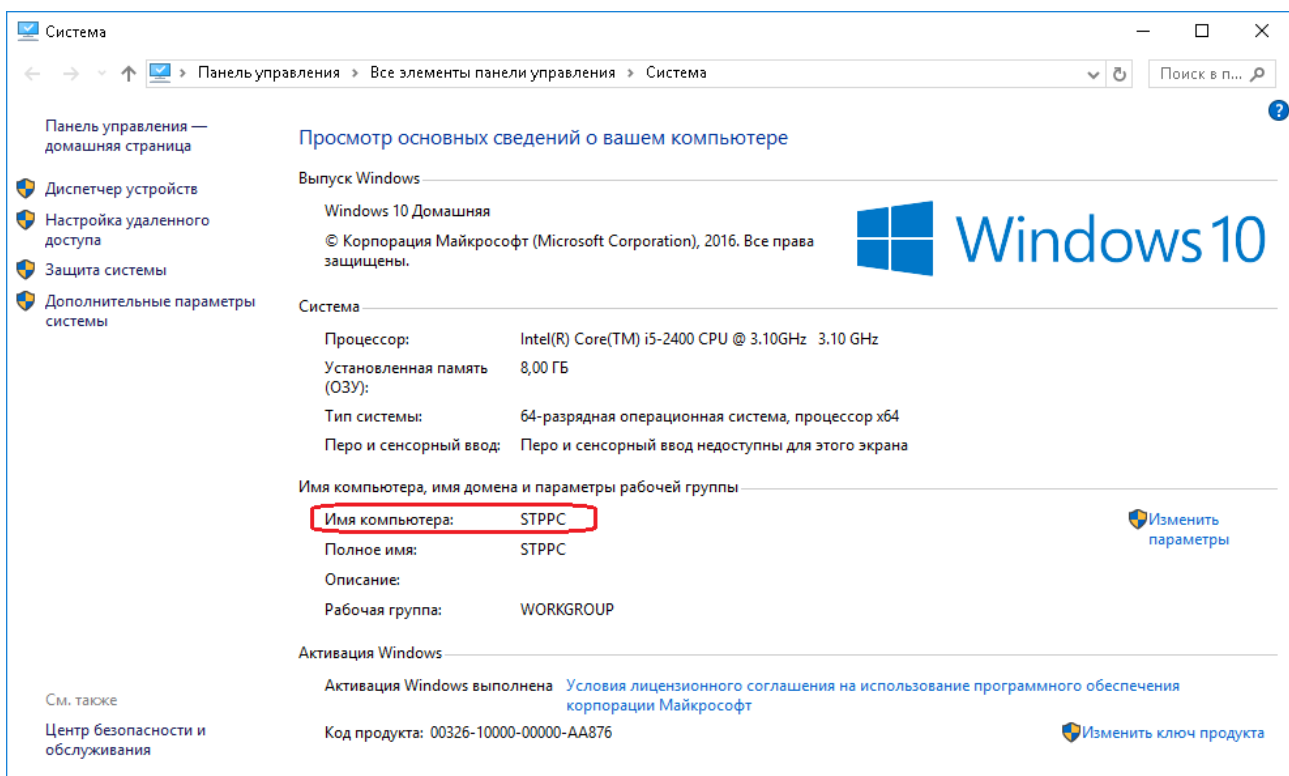 Система
Панель управления > Все элементы панели управления > Система
Поиск в п...
?
Панель управления —
домашняя страница
Диспетчер устройств
Настройка удаленного
доступа
Защита системы
Дополнительные параметры
системы
Просмотр основных сведений о вашем компьютере
Выпуск Windows
Windows 10 Домашняя
© Корпорация Майкрософт (Microsoft Corporation), 2016. Все права
защищены.
Windows 10
Система
Процессор: Intel(R) Core(TM) i5-2400 CPU @ 3.10GHz 3.10 GHz
Установленная память 8,00 ГБ
(ОЗУ):
Тип системы: 64-разрядная операционная система, процессор x64
Перо и сенсорный ввод: Перо и сенсорный ввод недоступны для этого экрана
Имя компьютера, имя домена и параметры рабочей группы
Имя компьютера: STPPC
Изменить
параметры
Полное имя: STPPC
Описание:
Рабочая группа: WORKGROUP
Активация Windows
Активация Windows выполнена Условия лицензионного соглашения на использование программного обеспечения
корпорации Майкрософт
Код продукта: 00326-10000-00000-AA876 Изменить ключ продукта
См. также
Центр безопасности и
обслуживания